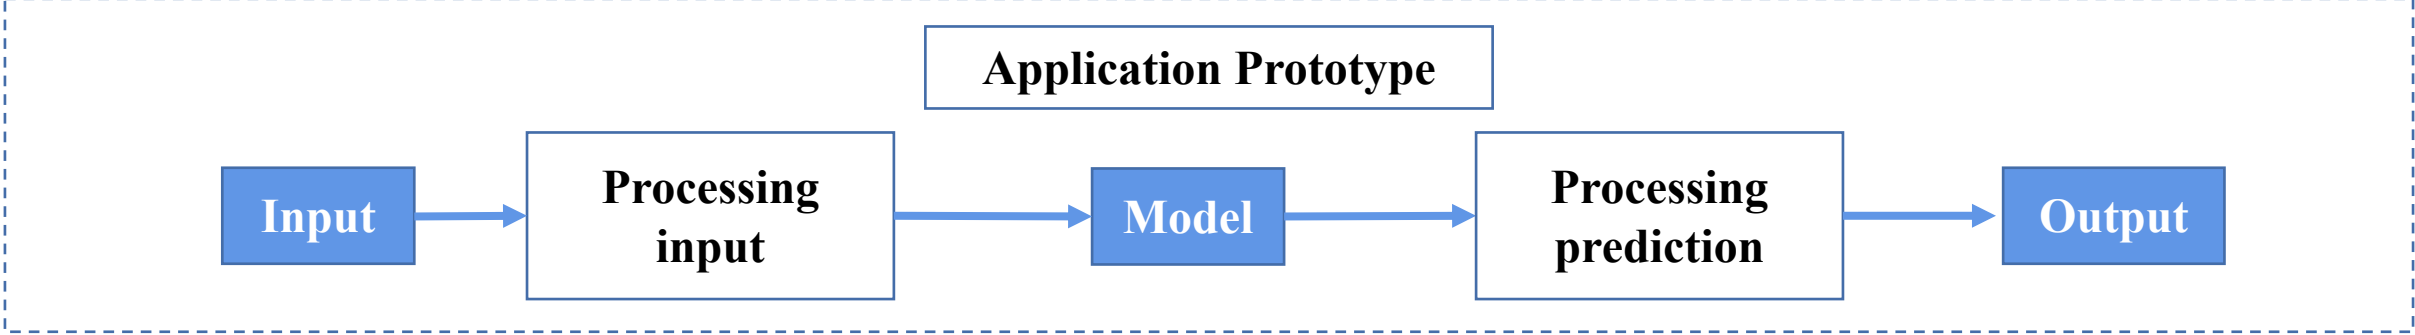 Application Prototype
Input
Processing
input
Model
Processing
prediction
Output